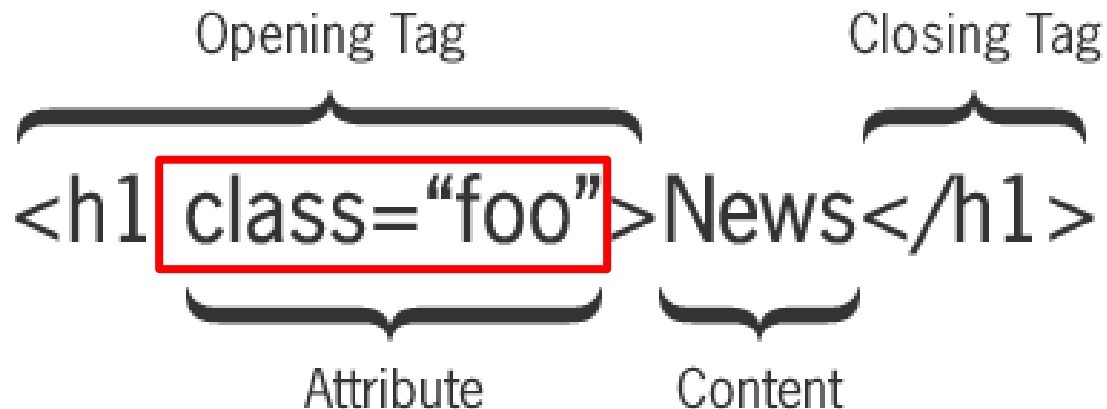 Opening Tag Closing Tag
<h1 class=“foo”>News</h1>
Attribute Content